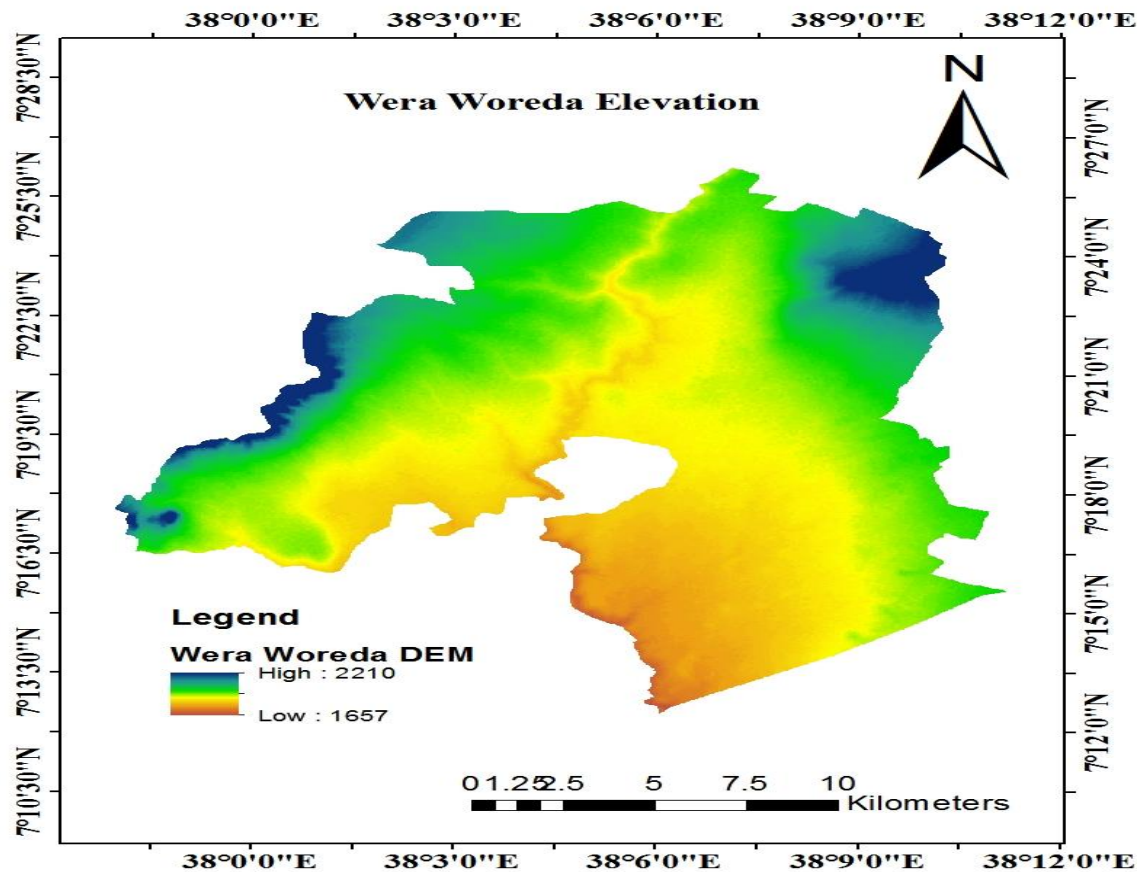 38°0'0"E 38°3'0"E 38°6'0"E 38°9'0"E 38°12'0"E
N
Wera Woreda Elevation
7°28'30"N
7°25'30"N
7°22'30"N
7°19'30"N
7°16'30"N
7°13'30"N
7°10'30"N
7°27'0"N
7°24'0"N
7°21'0"N
7°18'0"N
7°15'0"N
7°12'0"N
Legend
Wera Woreda DEM
High : 2210
Low : 1657
0 1.25 2.5 5 7.5 10
Kilometers
38°0'0"E 38°3'0"E 38°6'0"E 38°9'0"E 38°12'0"E